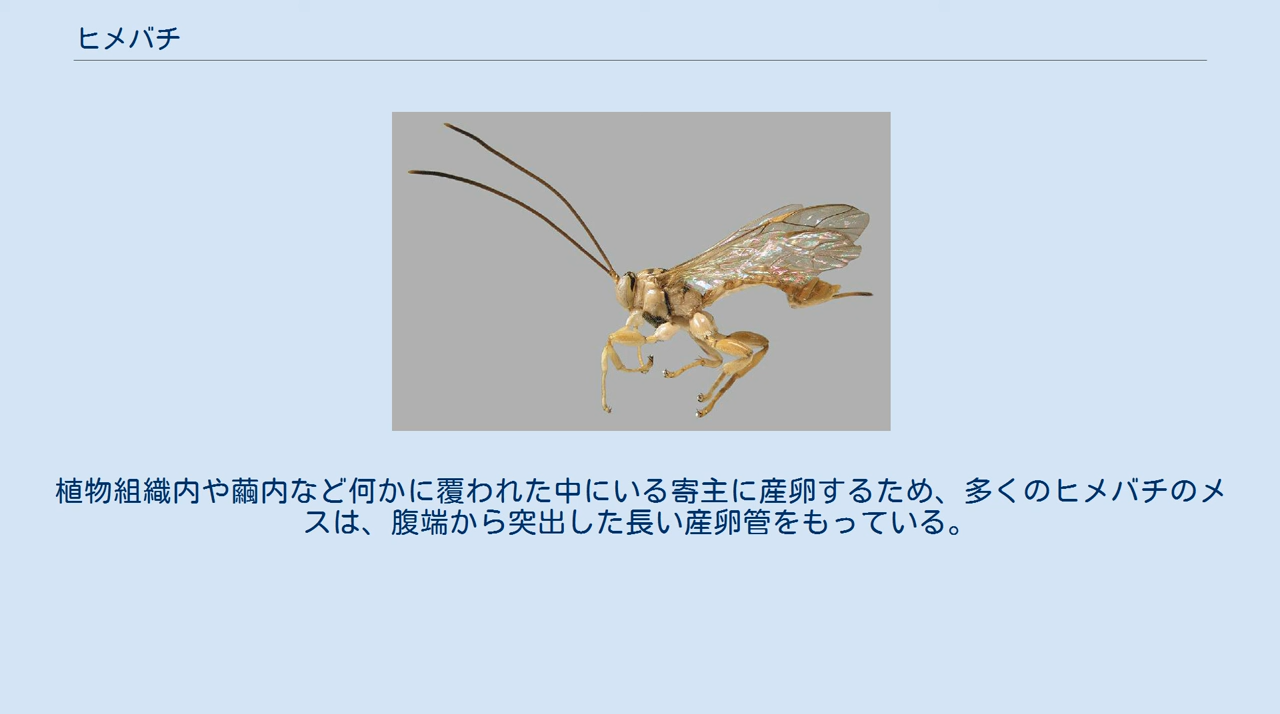 ヒメバチ
植物組織内や繭内など何かに覆われた中にいる寄主に産卵するため、多くのヒメバチのメ
スは、腹端から突出した長い産卵管をもっている。